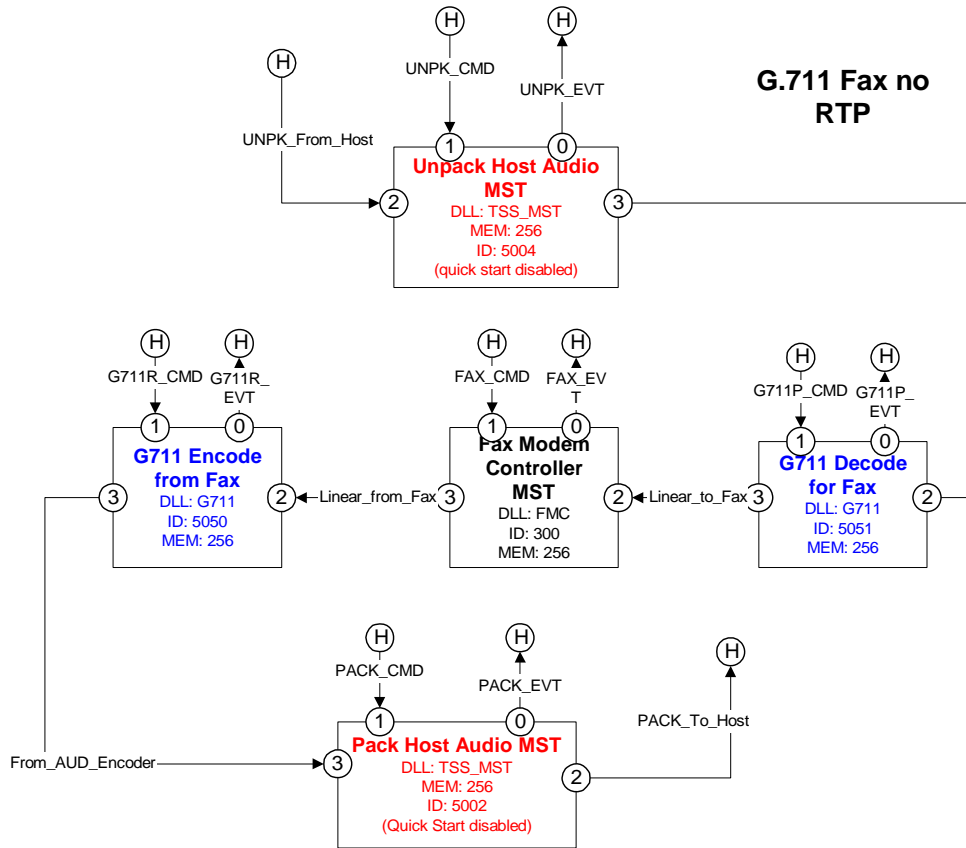 H
H
H
UNPK_CMD
UNPK_EVT
UNPK_From_Host
G.711 Fax no
RTP
1
0
Unpack Host Audio
MST
DLL: TSS_MST
MEM: 256
ID: 5004
(quick start disabled)
2
3
H
H
G711R_CMD
G711R_
EVT
1
0
G711 Encode
from Fax
DLL: G711
ID: 5050
MEM: 256
3
2
Linear_from_Fax
H
H
FAX_CMD
FAX_EV
T
1
0
Fax Modem
Controller
MST
DLL: FMC
ID: 300
MEM: 256
3
2
Linear_to_Fax
H
H
G711P_CMD
G711P_
EVT
1
0
G711 Decode
for Fax
DLL: G711
ID: 5051
MEM: 256
3
2
H
H
H
PACK_CMD
PACK_EVT
PACK_To_Host
From_AUD_Encoder
1
0
Pack Host Audio MST
DLL: TSS_MST
MEM: 256
ID: 5002
(Quick Start disabled)
3
2